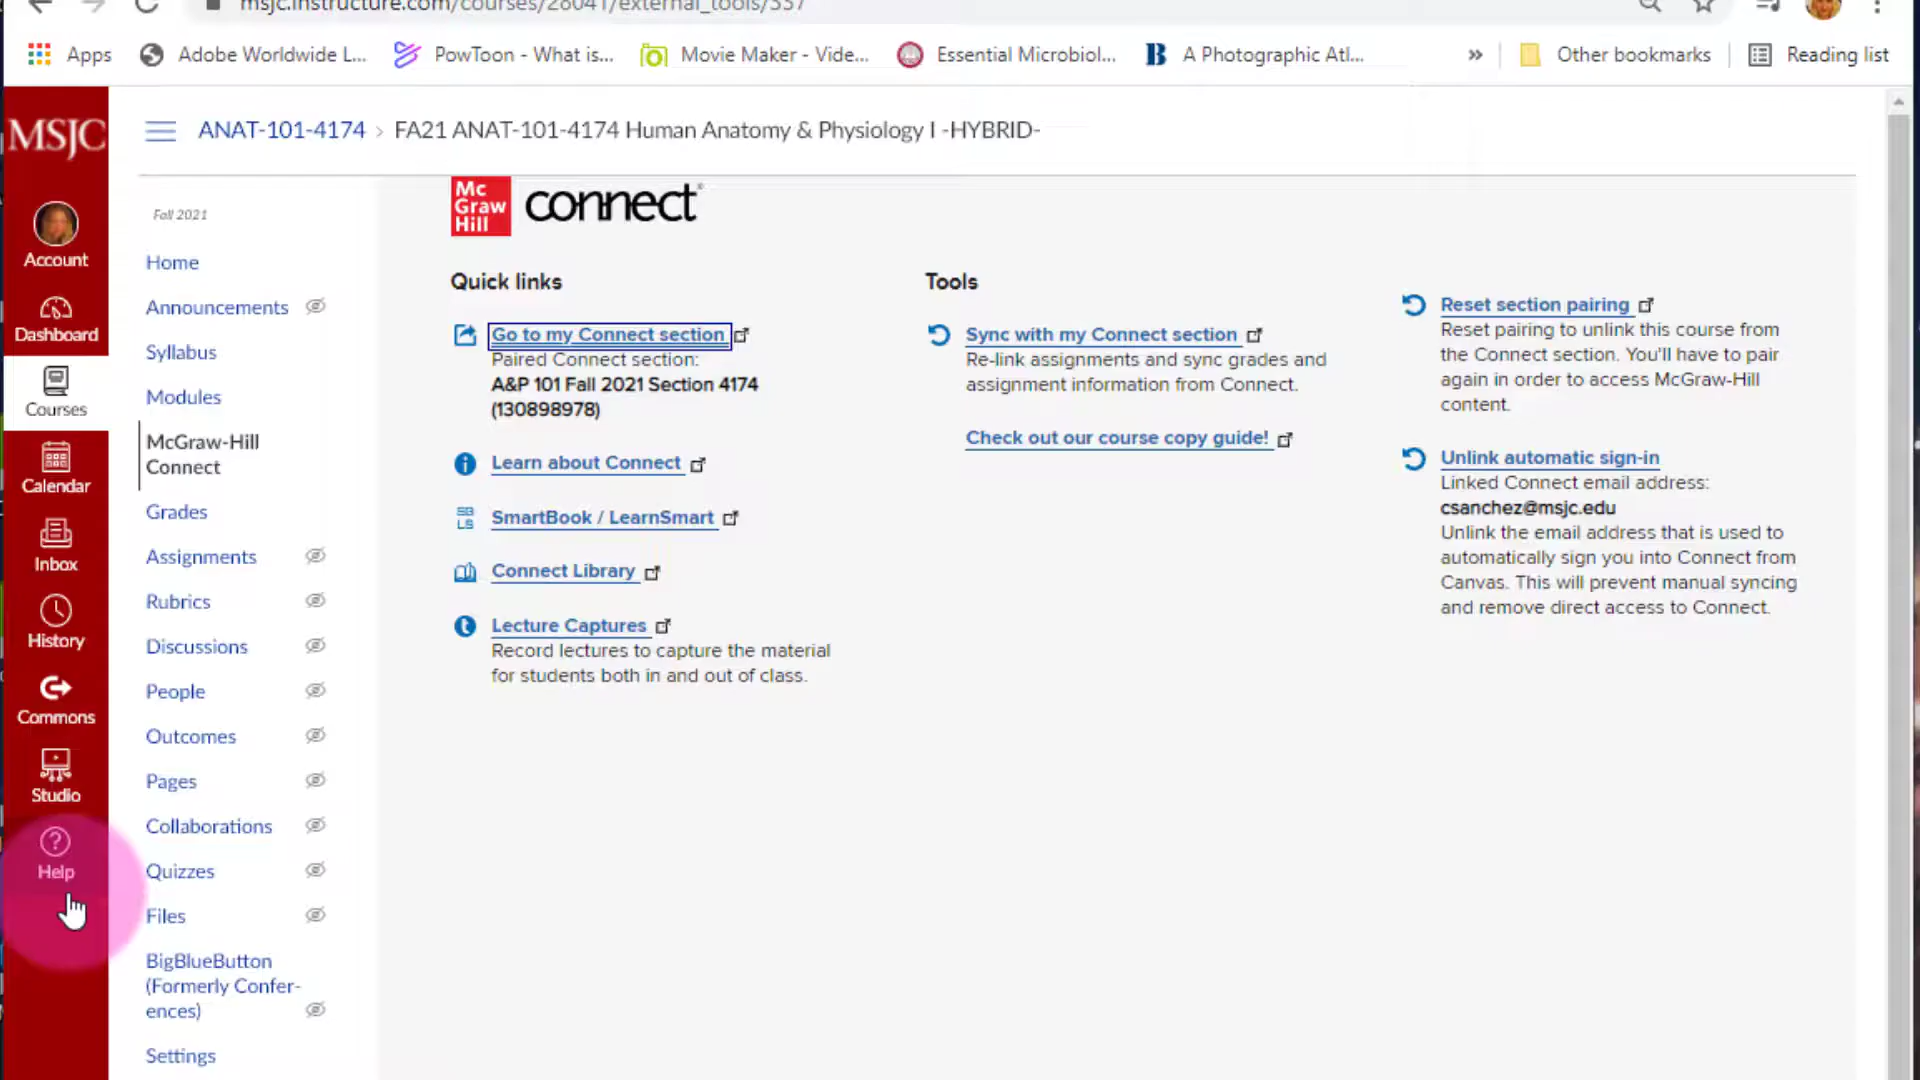 msjc.instructure.com/courses/28041/external_tools/337
Apps
Adobe Worldwide L...
PowToon - What is...
Movie Maker - Vide...
Essential Microbiol...
A Photographic Atl...
»
Other bookmarks
Reading list
MSJC
Account
Dashboard
Courses
Calendar
Inbox
History
Commons
Studio
Help
ANAT-101-4174 › FA21 ANAT-101-4174 Human Anatomy & Physiology I -HYBRID-
Fall 2021
Home
Announcements
Syllabus
Modules
McGraw-Hill
Connect
Grades
Assignments
Rubrics
Discussions
People
Outcomes
Pages
Collaborations
Quizzes
Files
BigBlueButton
(Formerly Confer-
ences)
Settings
Mc
Graw
Hill
connect
Quick links
Go to my Connect section
Paired Connect section:
A&P 101 Fall 2021 Section 4174
(130898978)
Learn about Connect
SB
LS
SmartBook / LearnSmart
Connect Library
Lecture Captures
Record lectures to capture the material
for students both in and out of class.
Tools
Sync with my Connect section
Re-link assignments and sync grades and
assignment information from Connect.
Check out our course copy guide!
Reset section pairing
Reset pairing to unlink this course from
the Connect section. You'll have to pair
again in order to access McGraw-Hill
content.
Unlink automatic sign-in
Linked Connect email address:
csanchez@msjc.edu
Unlink the email address that is used to
automatically sign you into Connect from
Canvas. This will prevent manual syncing
and remove direct access to Connect.